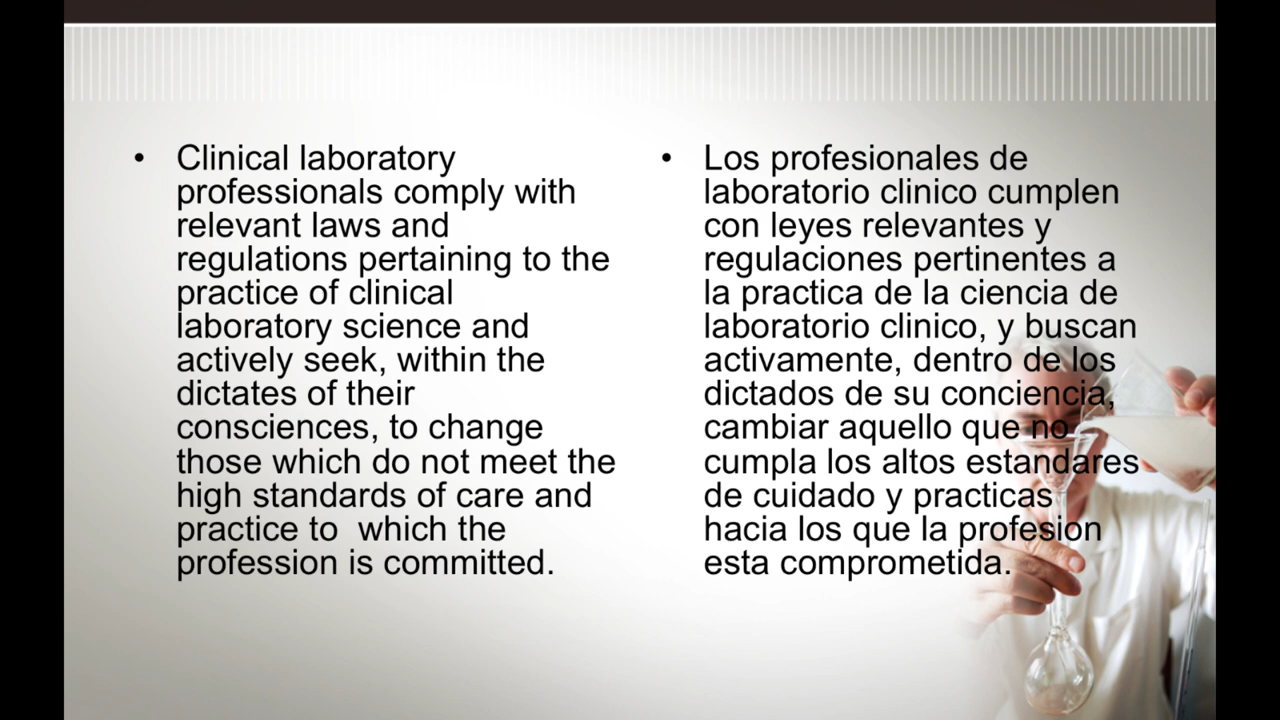 • Clinical laboratory
professionals comply with
relevant laws and
regulations pertaining to the
practice of clinical
laboratory science and
actively seek, within the
dictates of their
consciences, to change
those which do not meet the
high standards of care and
practice to  which the
profession is committed.
• Los profesionales de
laboratorio clinico cumplen
con leyes relevantes y
regulaciones pertinentes a
la practica de la ciencia de
laboratorio clinico, y buscan
activamente, dentro de los
dictados de su conciencia,
cambiar aquello que no
cumpla los altos estandares
de cuidado y practicas
hacia los que la profesion
esta comprometida.